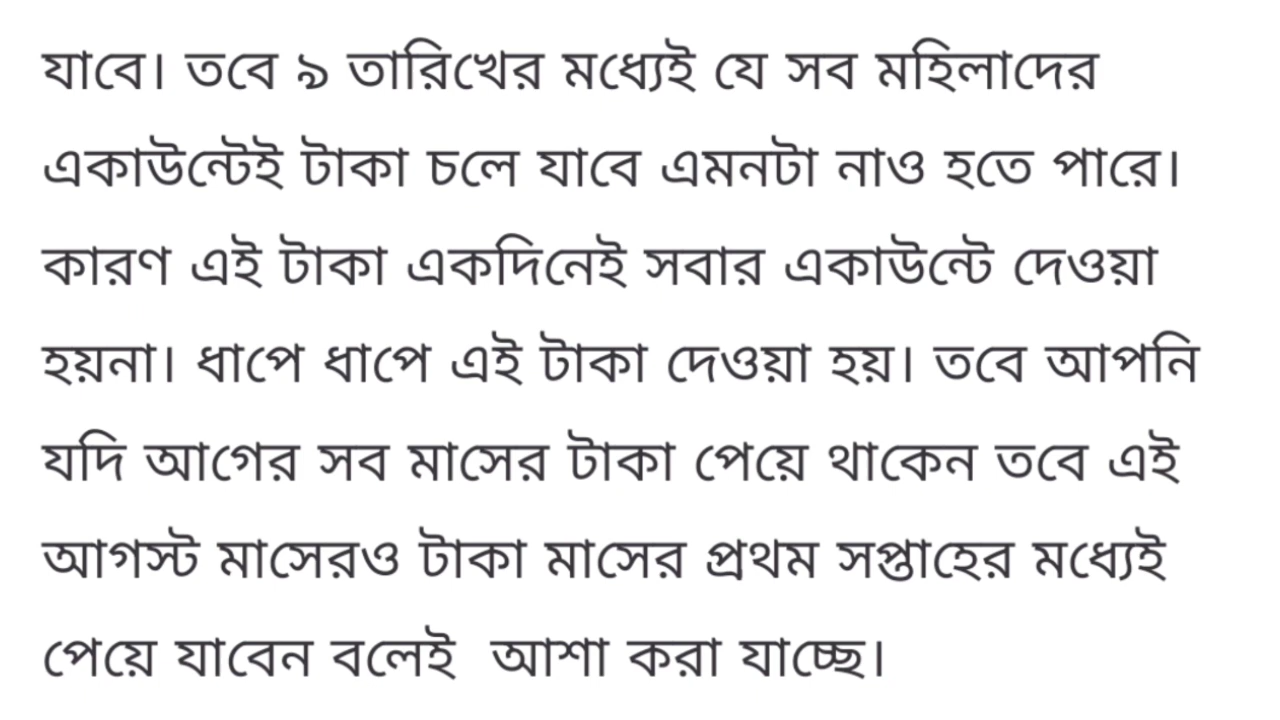 যাবে। তবে ৯ তারিখের মধ্যেই যে সব মহিলাদের
একাউন্টেই টাকা চলে যাবে এমনটা নাও হতে পারে।
কারণ এই টাকা একদিনেই সবার একাউন্টে দেওয়া
হয়না। ধাপে ধাপে এই টাকা দেওয়া হয়। তবে আপনি
যদি আগের সব মাসের টাকা পেয়ে থাকেন তবে এই
আগস্ট মাসেরও টাকা মাসের প্রথম সপ্তাহের মধ্যেই
পেয়ে যাবেন বলেই  আশা করা যাচ্ছে।